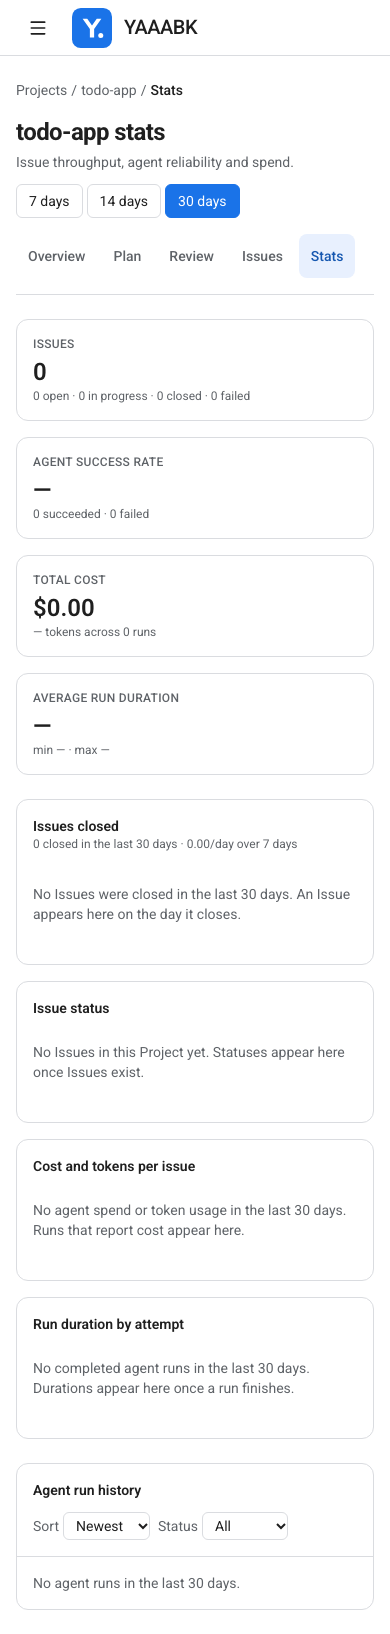 ☰ Y. YAAABK
Projects / todo-app / Stats
todo-app stats
Issue throughput, agent reliability and spend.
7 days 14 days 30 days
Overview Plan Review Issues Stats
ISSUES
0
0 open · 0 in progress · 0 closed · 0 failed
AGENT SUCCESS RATE
—
0 succeeded · 0 failed
TOTAL COST
$0.00
— tokens across 0 runs
AVERAGE RUN DURATION
—
min — · max —
Issues closed
0 closed in the last 30 days · 0.00/day over 7 days
No Issues were closed in the last 30 days. An Issue
appears here on the day it closes.
Issue status
No Issues in this Project yet. Statuses appear here
once Issues exist.
Cost and tokens per issue
No agent spend or token usage in the last 30 days.
Runs that report cost appear here.
Run duration by attempt
No completed agent runs in the last 30 days.
Durations appear here once a run finishes.
Agent run history
Sort Newest Status All
No agent runs in the last 30 days.